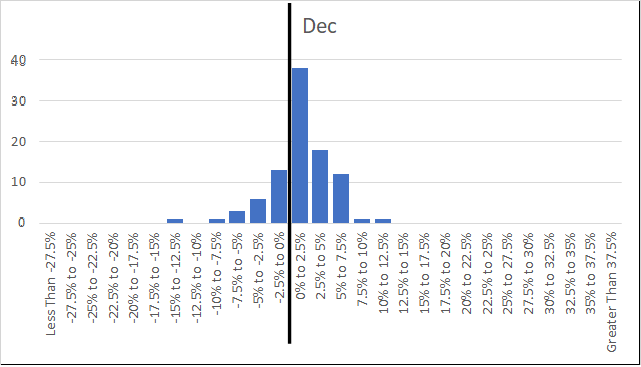 Dec
40
30
20
10
0
Less Than -27.5%
-27.5% to -25%
-25% to -22.5%
-22.5% to -20%
-20% to -17.5%
-17.5% to -15%
-15% to -12.5%
-12.5% to -10%
-10% to -7.5%
-7.5% to -5%
-5% to -2.5%
-2.5% to 0%
0% to 2.5%
2.5% to 5%
5% to 7.5%
7.5% to 10%
10% to 12.5%
12.5% to 15%
15% to 17.5%
17.5% to 20%
20% to 22.5%
22.5% to 25%
25% to 27.5%
27.5% to 30%
30% to 32.5%
32.5% to 35%
35% to 37.5%
Greater Than 37.5%